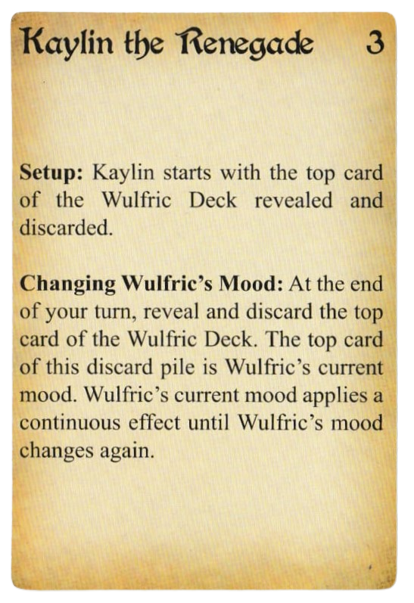 Kaylin the Renegade 3
Setup: Kaylin starts with the top card
of the Wulfric Deck revealed and
discarded.
Changing Wulfric's Mood: At the end
of your turn, reveal and discard the top
card of the Wulfric Deck. The top card
of this discard pile is Wulfric's current
mood. Wulfric's current mood applies a
continuous effect until Wulfric's mood
changes again.